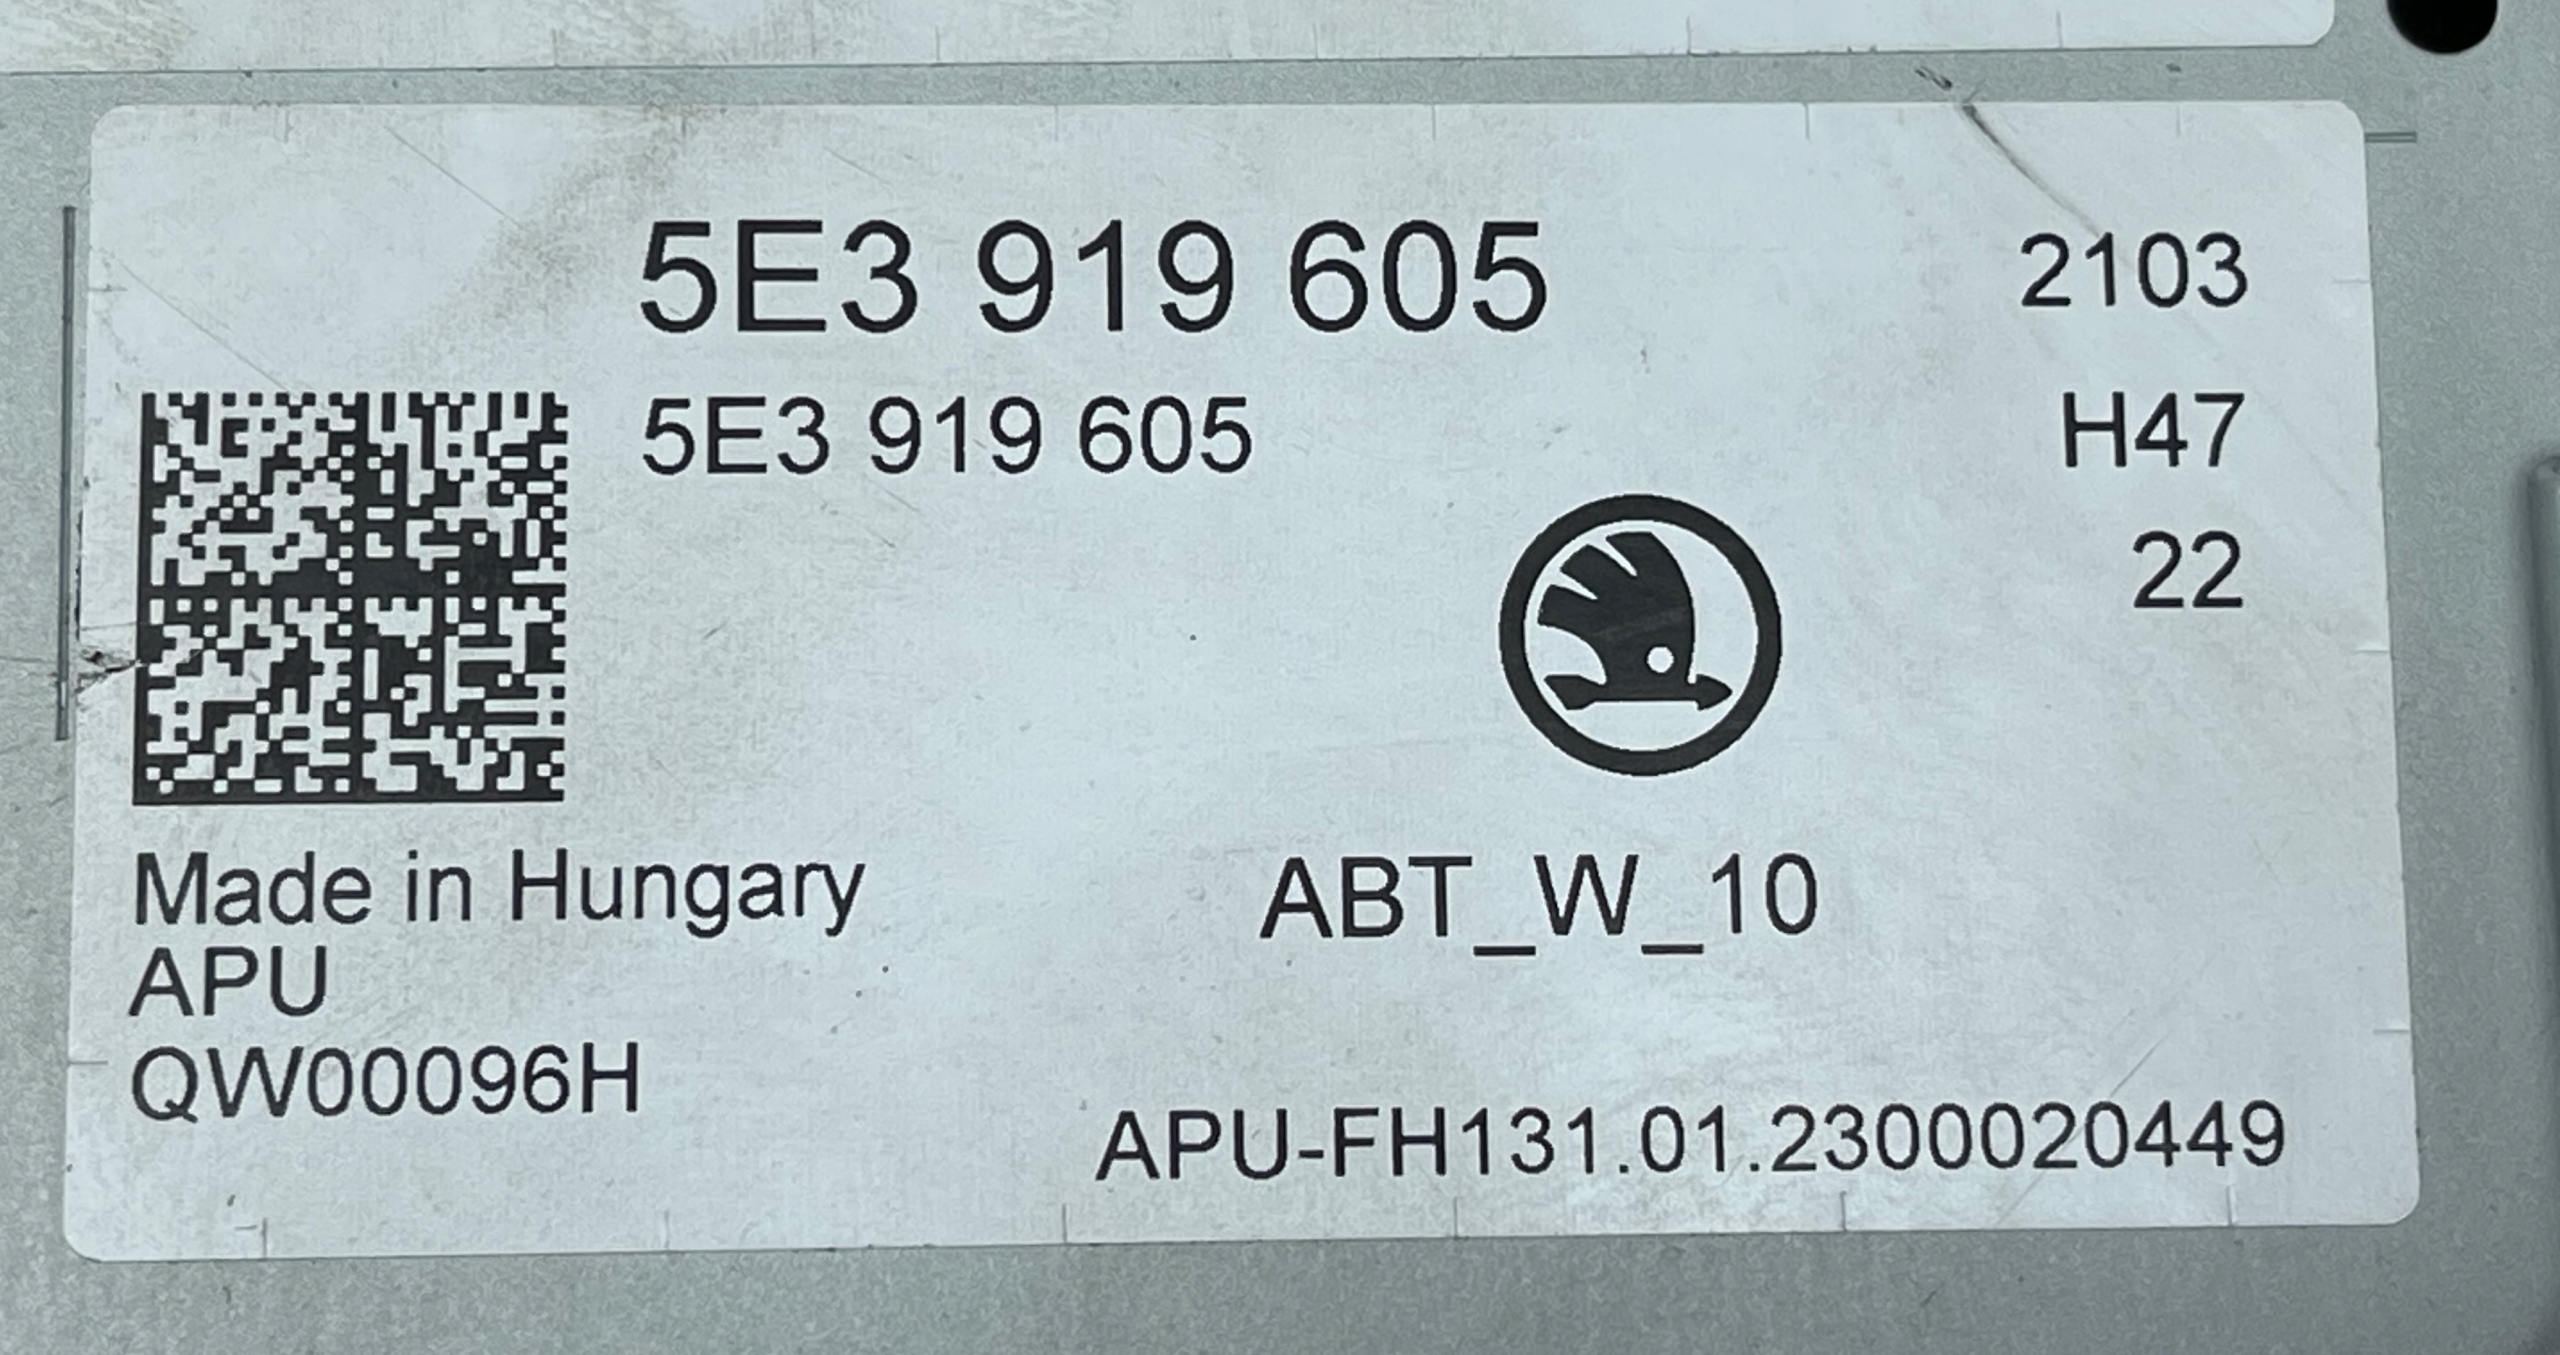 5E3 919 605 2103
5E3 919 605 H47
22
Made in Hungary ABT_W_10
APU
QW00096H
APU-FH131.01.2300020449